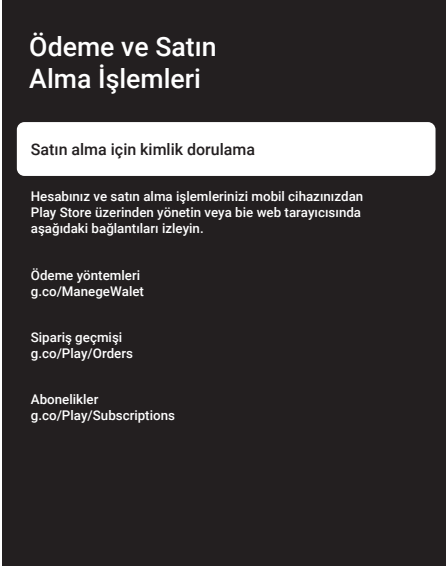 Ödeme ve Satın
Alma İşlemleri
Satın alma için kimlik dorulama
Hesabınız ve satın alma işlemlerinizi mobil cihazınızdan
Play Store üzerinden yönetin veya bie web tarayıcısında
aşağıdaki bağlantıları izleyin.
Ödeme yöntemleri
g.co/ManegeWalet
Sipariş geçmişi
g.co/Play/Orders
Abonelikler
g.co/Play/Subscriptions